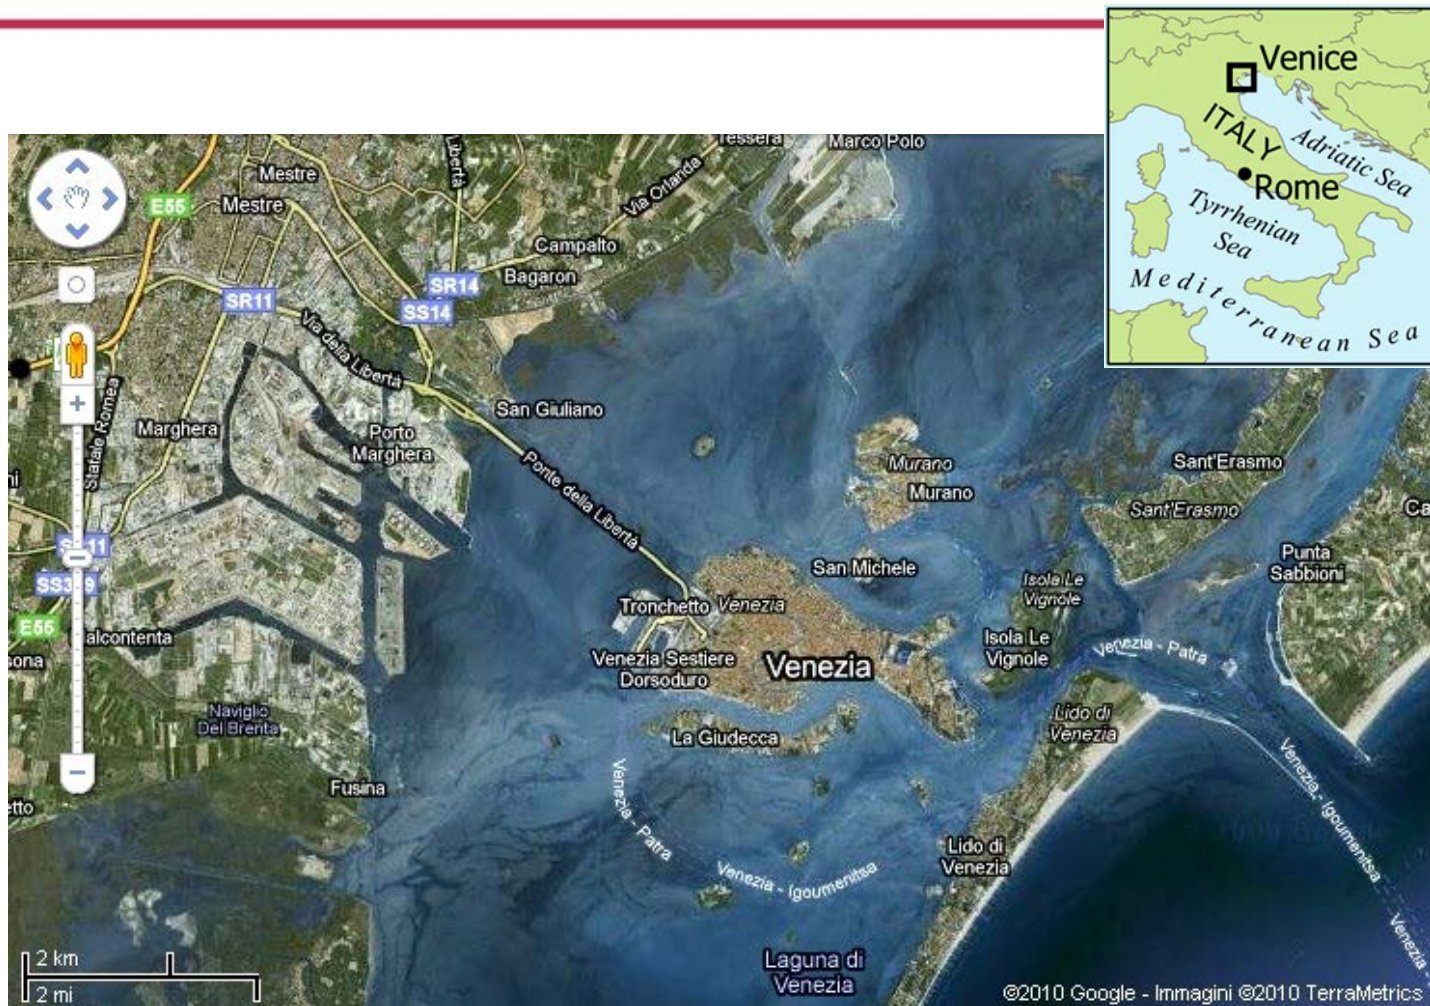 Venice
ITALY
Adriatic Sea
Rome
Tyrrhenian
Sea
Mediterranean Sea
Tessera
Marco Polo
Libertà
Mestre
E55
Mestre
Via Orlanda
Campalto
Bagaron
SR14
SR11
SS14
Via della Libertà
San Giuliano
Statale Romea
Marghera
Porto
Marghera
Ponte della Libertà
Murano
Murano
Sant'Erasmo
Sant'Erasmo
Punta
Sabbioni
San Michele
Isola Le
Vignole
Isola Le
Vignole
Tronchetto
Venezia
E55
Venezia Sestiere
Dorsoduro
Venezia
Venezia - Patra
Naviglio
Del Brenta
La Giudecca
Lido di
Venezia
Fusina
Venezia - Patra
Venezia - Igoumenitsa
Venezia - Igoumenitsa
Lido di
Venezia
Venezia -
Laguna di
Venezia
2 km
2 mi
©2010 Google - Immagini ©2010 TerraMetrics